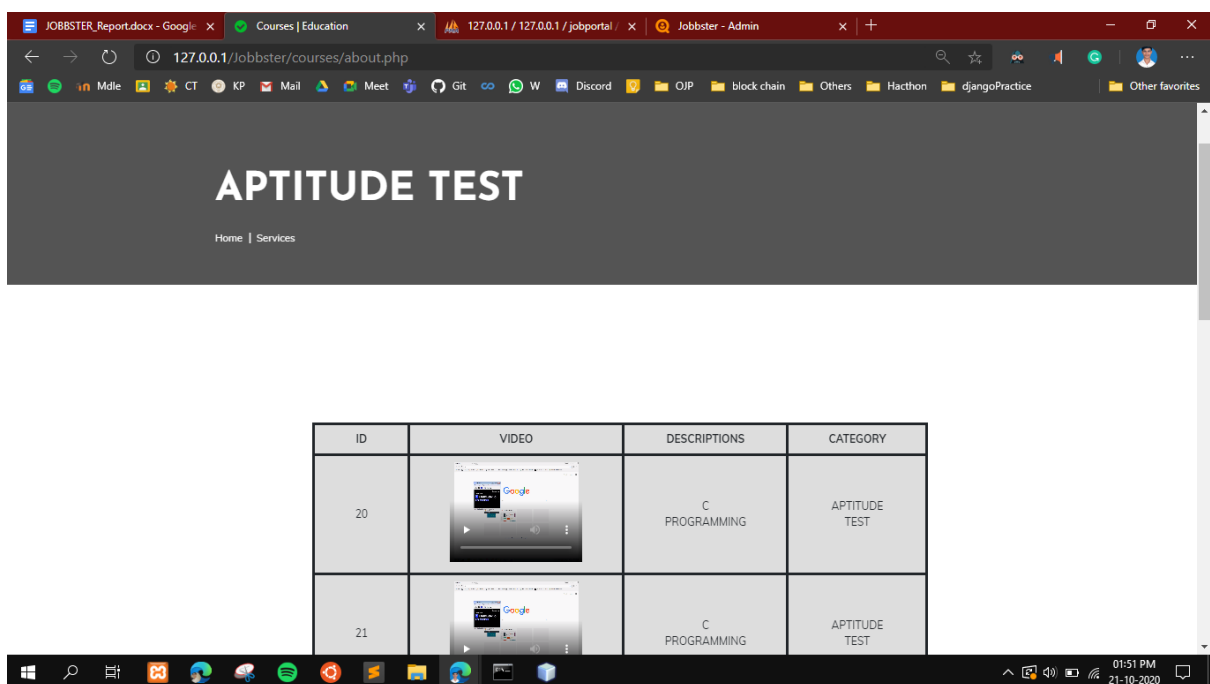 JOBBSTER_Report.docx - Google
Courses | Education
127.0.0.1 / 127.0.0.1 / jobportal /
Jobbster - Admin
127.0.0.1/Jobbster/courses/about.php
Mdle CT KP Mail Meet Git W Discord OJP block chain Others Hacthon djangoPractice Other favorites
APTITUDE TEST
Home | Services
ID VIDEO DESCRIPTIONS CATEGORY
20 Google C PROGRAMMING APTITUDE TEST
21 Google C PROGRAMMING APTITUDE TEST
01:51 PM
21-10-2020